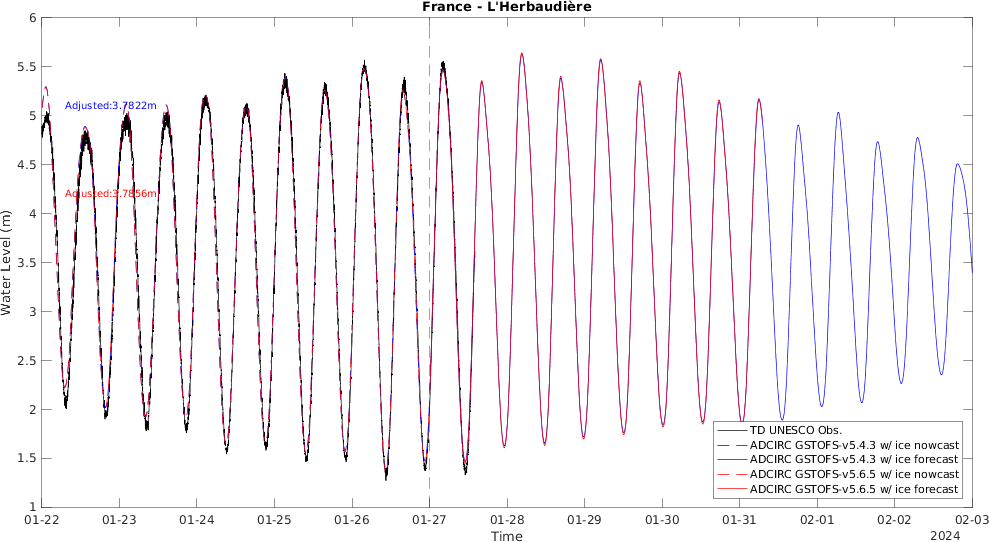 France - L'Herbaudière
6
5.5
5
4.5
4
3.5
3
2.5
2
1.5
1
Water Level (m)
Adjusted:3.7822m
Adjusted:3.7856m
TD UNESCO Obs.
ADCIRC GSTOFS-v5.4.3 w/ ice nowcast
ADCIRC GSTOFS-v5.4.3 w/ ice forecast
ADCIRC GSTOFS-v5.6.5 w/ ice nowcast
ADCIRC GSTOFS-v5.6.5 w/ ice forecast
01-22 01-23 01-24 01-25 01-26 01-27 01-28 01-29 01-30 01-31 02-01 02-02 02-03
Time
2024